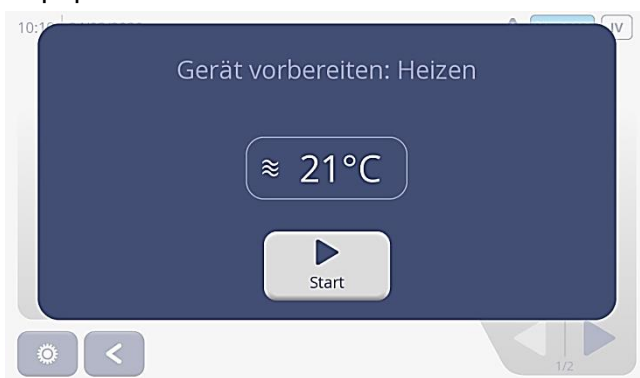 IV
Gerät vorbereiten: Heizen
≈ 21°C
Start
1/2